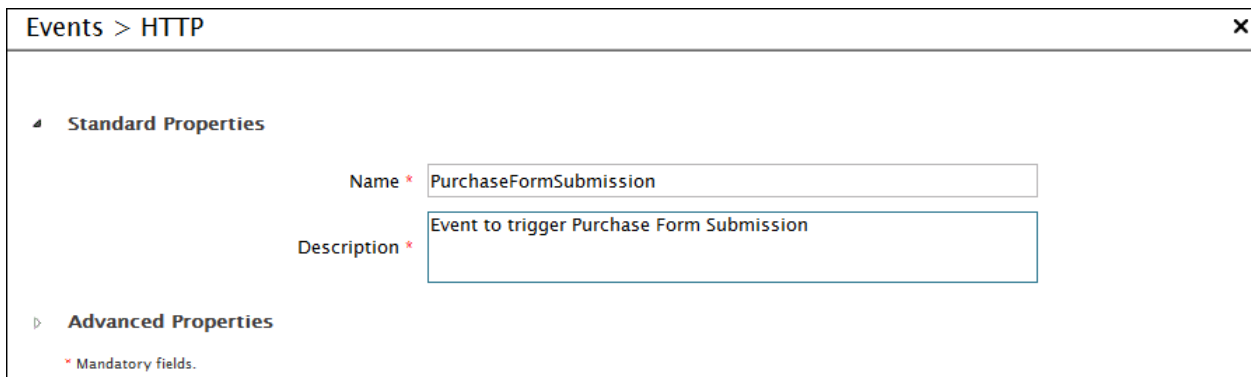 Events > HTTP
Standard Properties
Name * PurchaseFormSubmission
Description * Event to trigger Purchase Form Submission
Advanced Properties
* Mandatory fields.